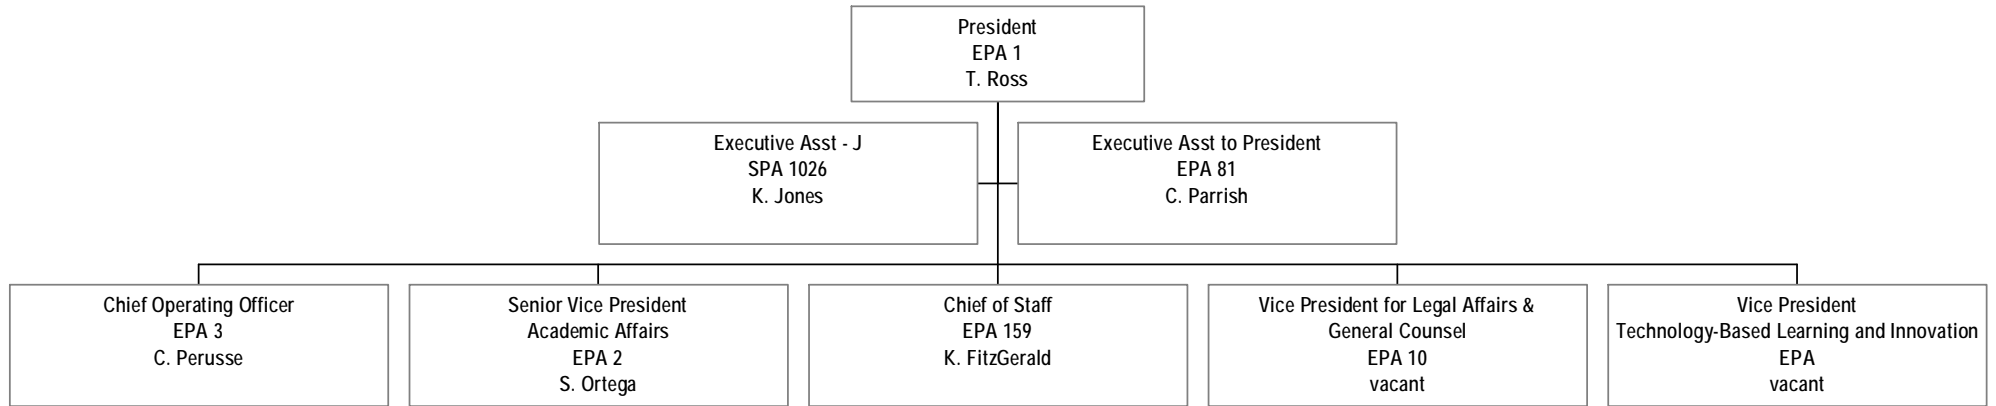 President
EPA 1
T. Ross
Executive Asst - J
SPA 1026
K. Jones
Executive Asst to President
EPA 81
C. Parrish
Chief Operating Officer
EPA 3
C. Perusse
Senior Vice President
Academic Affairs
EPA 2
S. Ortega
Chief of Staff
EPA 159
K. FitzGerald
Vice President for Legal Affairs &
General Counsel
EPA 10
vacant
Vice President
Technology-Based Learning and Innovation
EPA
vacant